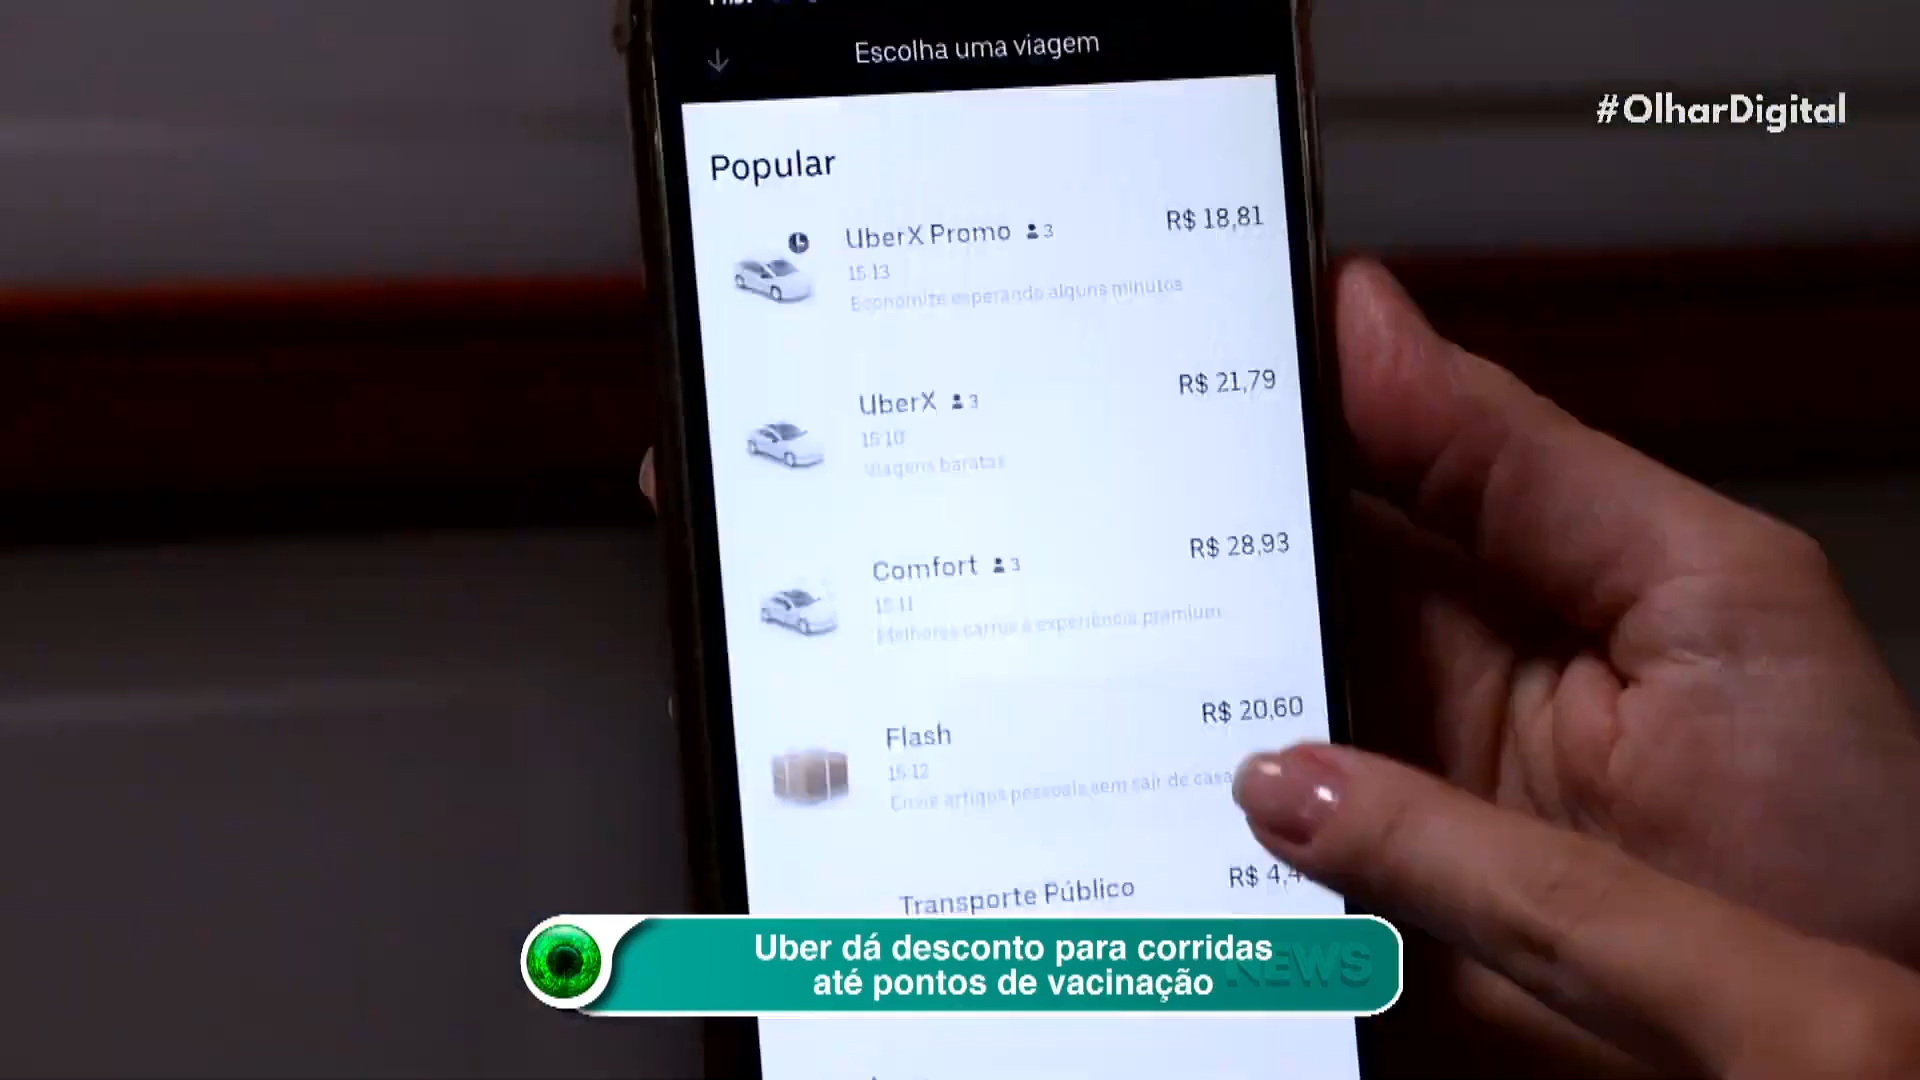 Escolha uma viagem
#OlharDigital
Popular
UberX Promo 3
R$ 18,81
15:13
Economize esperando alguns minutos
UberX 3
R$ 21,79
15:10
Viagens baratas
Comfort 3
R$ 28,93
15:11
Melhores carros e experiência premium
Flash
R$ 20,60
15:12
Envie artigos pessoais sem sair de casa
Transporte Público
R$ 4,4
Uber dá desconto para corridas
até pontos de vacinação
NEWS